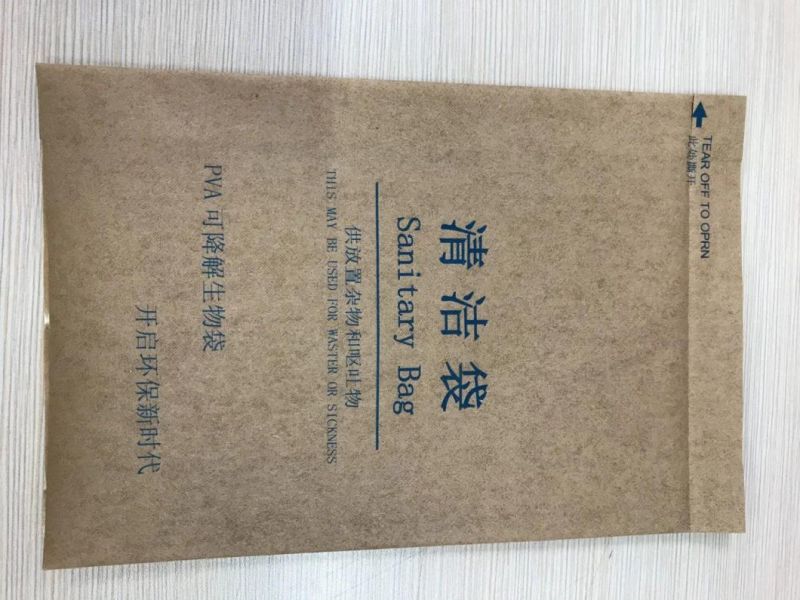 TEAR OFF TO OPRN
此处撕开
清洁袋
Sanitary Bag
供放置杂物和呕吐物
THIS MAY BE USED FOR WASTER OR SICKNESS
PVA 可降解生物袋
开启环保新时代